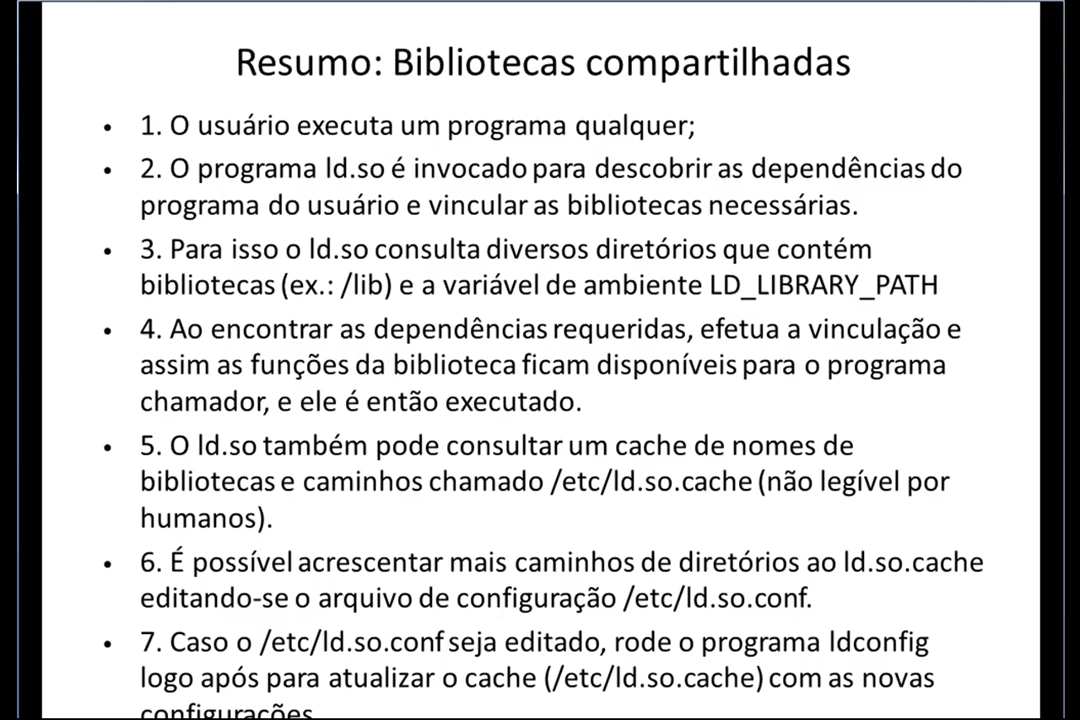 Resumo: Bibliotecas compartilhadas
• 1. O usuário executa um programa qualquer;
• 2. O programa ld.so é invocado para descobrir as dependências do
programa do usuário e vincular as bibliotecas necessárias.
• 3. Para isso o ld.so consulta diversos diretórios que contém
bibliotecas (ex.: /lib) e a variável de ambiente LD_LIBRARY_PATH
• 4. Ao encontrar as dependências requeridas, efetua a vinculação e
assim as funções da biblioteca ficam disponíveis para o programa
chamador, e ele é então executado.
• 5. O ld.so também pode consultar um cache de nomes de
bibliotecas e caminhos chamado /etc/ld.so.cache (não legível por
humanos).
• 6. É possível acrescentar mais caminhos de diretórios ao ld.so.cache
editando-se o arquivo de configuração /etc/ld.so.conf.
• 7. Caso o /etc/ld.so.conf seja editado, rode o programa ldconfig
logo após para atualizar o cache (/etc/ld.so.cache) com as novas
configurações